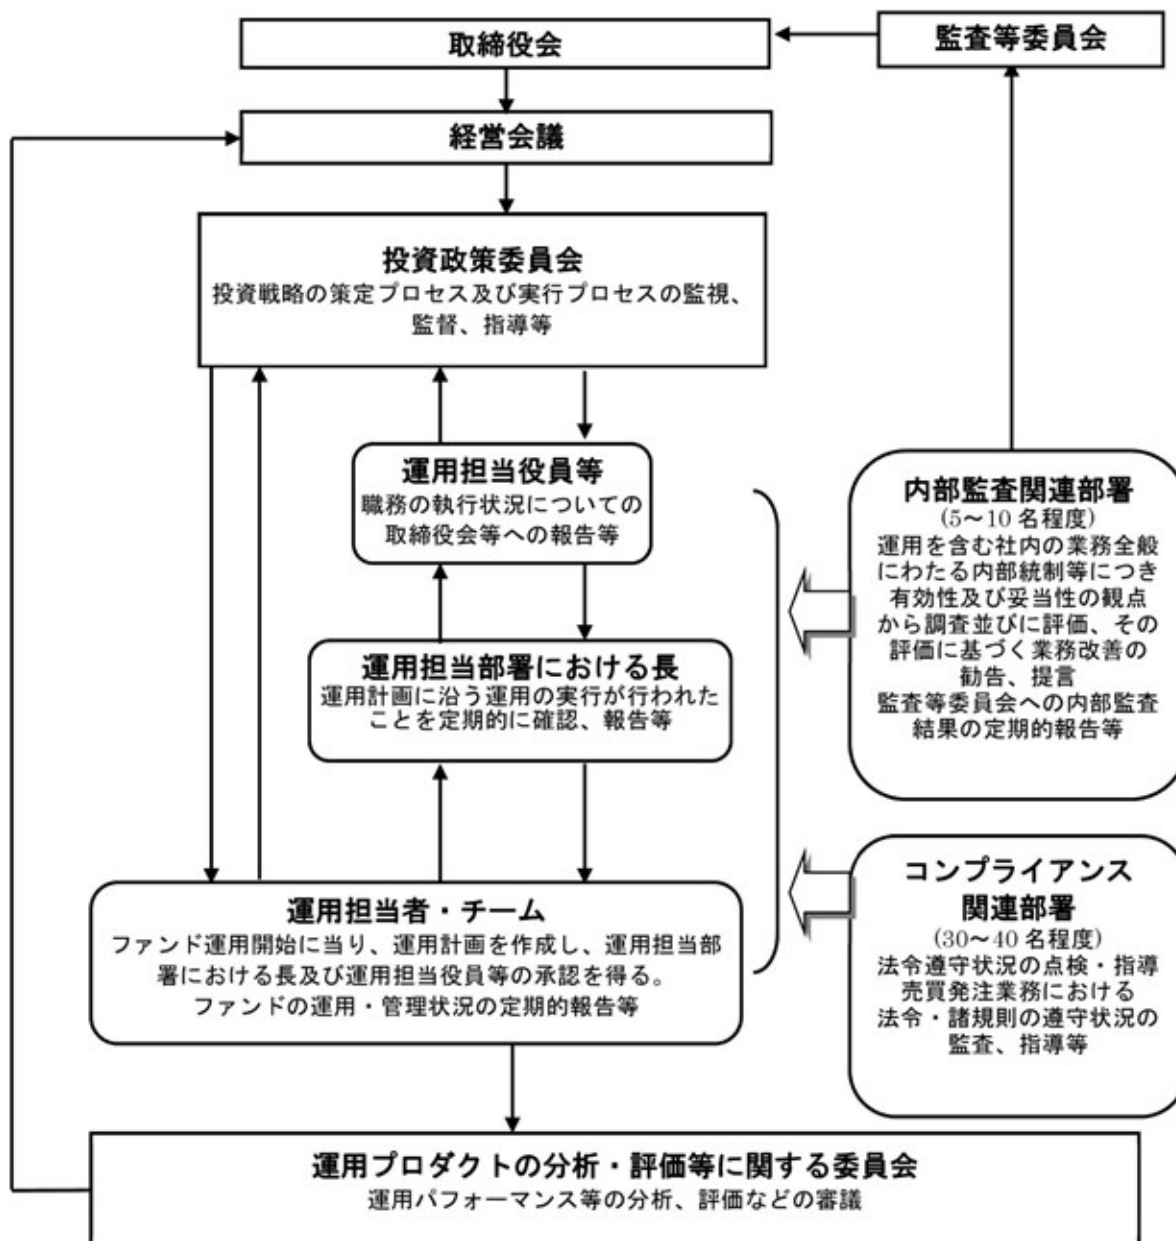 取締役会
監査等委員会
経営会議
投資政策委員会
投資戦略の策定プロセス及び実行プロセスの監視、
監督、指導等
運用担当役員等
職務の執行状況についての
取締役会等への報告等
運用担当部署における長
運用計画に沿う運用の実行が行われた
ことを定期的に確認、報告等
運用担当者・チーム
ファンド運用開始に当り、運用計画を作成し、運用担当部
署における長及び運用担当役員等の承認を得る。
ファンドの運用・管理状況の定期的報告等
内部監査関連部署
(5～10 名程度)
運用を含む社内の業務全般
にわたる内部統制等につき
有効性及び妥当性の観点
から調査並びに評価、その
評価に基づく業務改善の
勧告、提言
監査等委員会への内部監査
結果の定期的報告等
コンプライアンス
関連部署
(30～40 名程度)
法令遵守状況の点検・指導
売買発注業務における
法令・諸規則の遵守状況の
監査、指導等
運用プロダクトの分析・評価等に関する委員会
運用パフォーマンス等の分析、評価などの審議